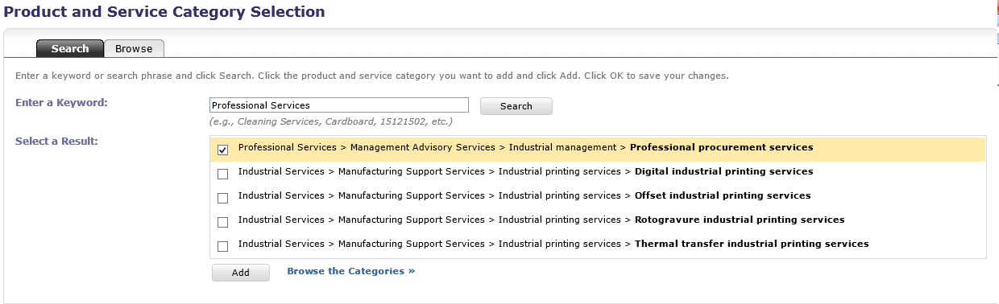 Product and Service Category Selection
Search
Browse
Enter a keyword or search phrase and click Search. Click the product and service category you want to add and click Add. Click OK to save your changes.
Enter a Keyword:
Professional Services
Search
(e.g., Cleaning Services, Cardboard, 15121502, etc.)
Select a Result:
Professional Services > Management Advisory Services > Industrial management > Professional procurement services
Industrial Services > Manufacturing Support Services > Industrial printing services > Digital industrial printing services
Industrial Services > Manufacturing Support Services > Industrial printing services > Offset industrial printing services
Industrial Services > Manufacturing Support Services > Industrial printing services > Rotogravure industrial printing services
Industrial Services > Manufacturing Support Services > Industrial printing services > Thermal transfer industrial printing services
Add
Browse the Categories »